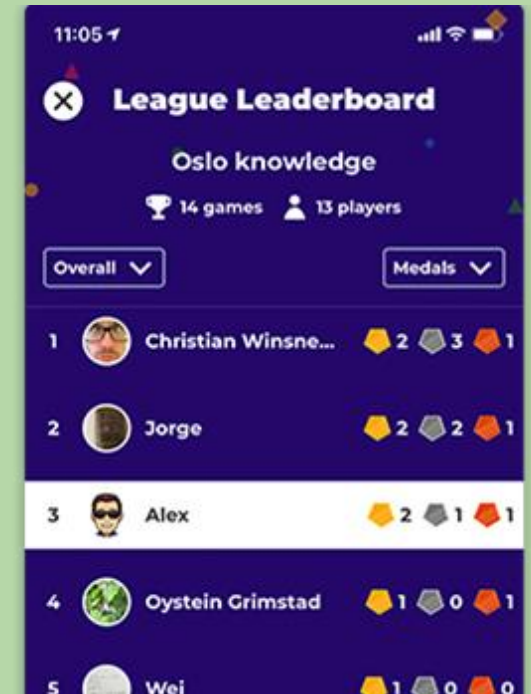 11:05
League Leaderboard
Oslo knowledge
14 games 13 players
Overall Medals
1 Christian Winsne... 2 3 1
2 Jorge 2 2 1
3 Alex 2 1 1
4 Oystein Grimstad 1 0 1
5 Wei 1 0 0